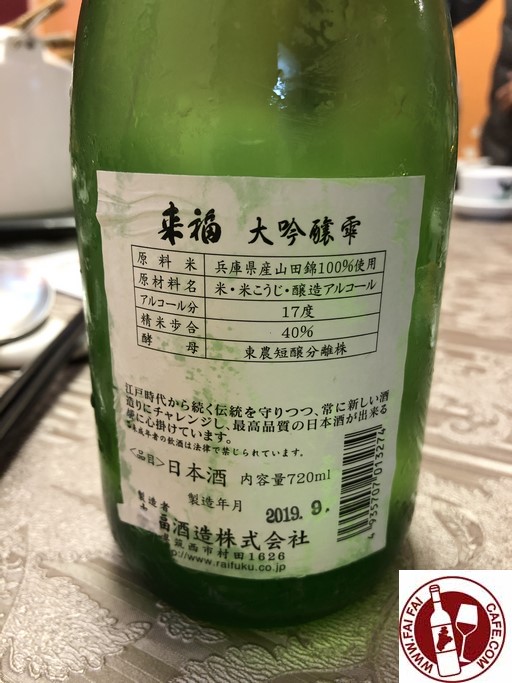 来福 大吟醸雫
原料米 兵庫県産山田錦100%使用
原材料名 米・米こうじ・醸造アルコール
アルコール分 17度
精米歩合 40%
酵母 東農短醸分離株
江戸時代から続く伝統を守りつつ、常に新しい酒
造りにチャレンジし、最高品質の日本酒が出来る
様に心掛けています。
未成年者の飲酒は法律で禁じられています。
<品目>日本酒 内容量720ml
製造者 製造年月 2019.9.
酒造株式会社
筑西市村田1626
http://www.raifuku.co.jp
4935707013274
WWW.FAI FAI CAFE.COM